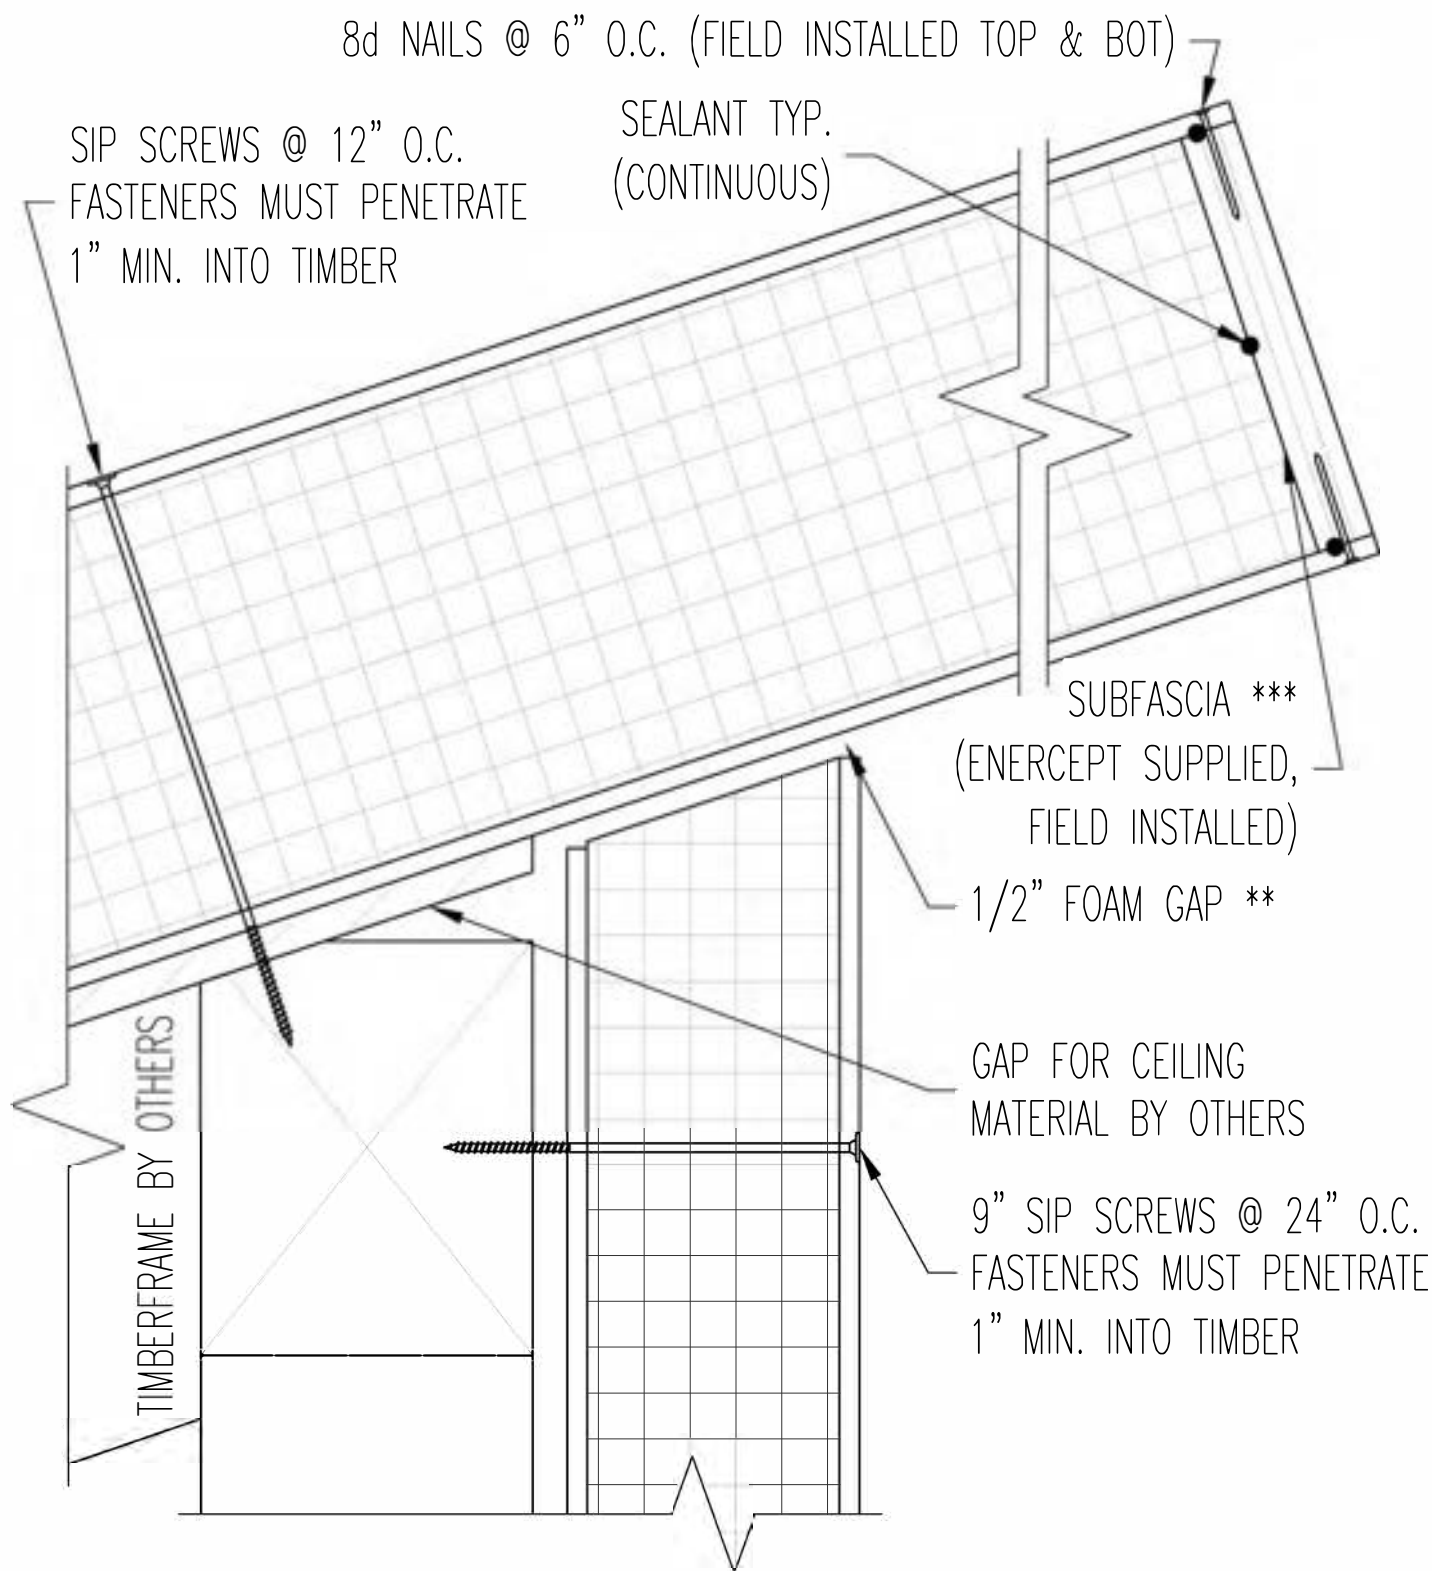 8d NAILS @ 6" O.C. (FIELD INSTALLED TOP & BOT)
SEALANT TYP.
(CONTINUOUS)
SIP SCREWS @ 12" O.C.
FASTENERS MUST PENETRATE
1" MIN. INTO TIMBER
SUBFASCIA ***
(ENERCEPT SUPPLIED,
FIELD INSTALLED)
1/2" FOAM GAP **
GAP FOR CEILING
MATERIAL BY OTHERS
9" SIP SCREWS @ 24" O.C.
FASTENERS MUST PENETRATE
1" MIN. INTO TIMBER
TIMBERFRAME BY OTHERS